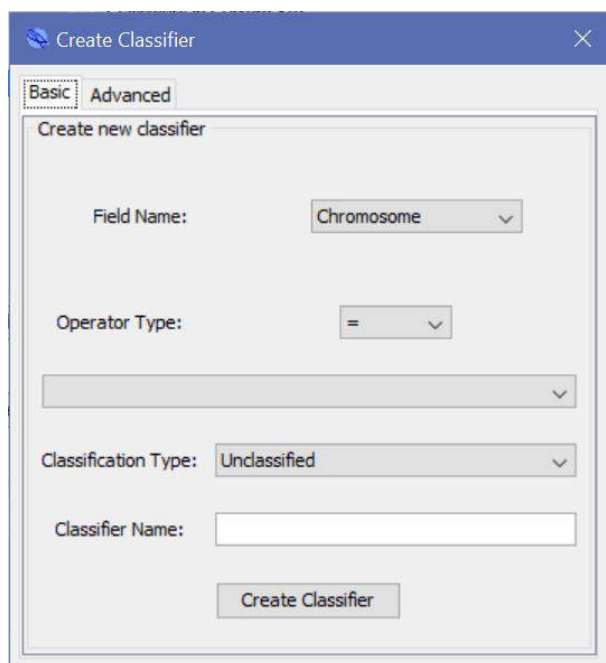 Create Classifier
Basic Advanced
Create new classifier
Field Name: Chromosome
Operator Type: =
Classification Type: Unclassified
Classifier Name:
Create Classifier